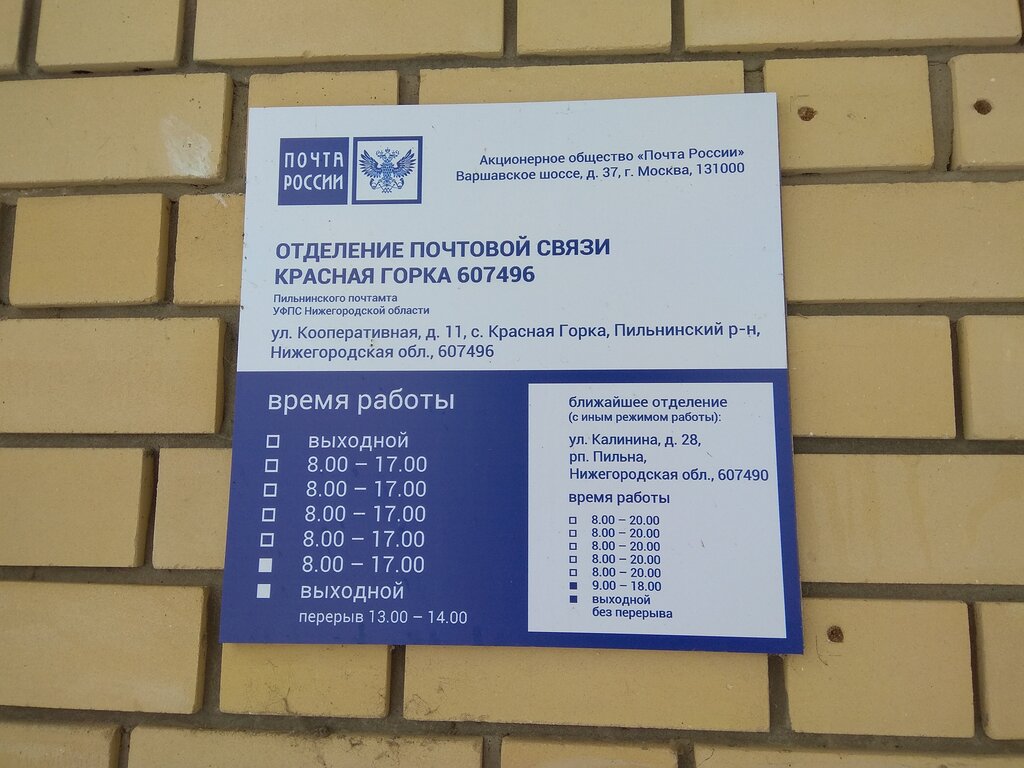 ПОЧТА
РОССИИ
Акционерное общество «Почта России»
Варшавское шоссе, д. 37, г. Москва, 131000
ОТДЕЛЕНИЕ ПОЧТОВОЙ СВЯЗИ
КРАСНАЯ ГОРКА 607496
Пильнинского почтамта
УФПС Нижегородской области
ул. Кооперативная, д. 11, с. Красная Горка, Пильнинский р-н,
Нижегородская обл., 607496
время работы
выходной
8.00 – 17.00
8.00 – 17.00
8.00 – 17.00
8.00 – 17.00
8.00 – 17.00
выходной
перерыв 13.00 – 14.00
ближайшее отделение
(с иным режимом работы):
ул. Калинина, д. 28,
рп. Пильна,
Нижегородская обл., 607490
время работы
8.00 – 20.00
8.00 – 20.00
8.00 – 20.00
8.00 – 20.00
8.00 – 20.00
9.00 – 18.00
выходной
без перерыва